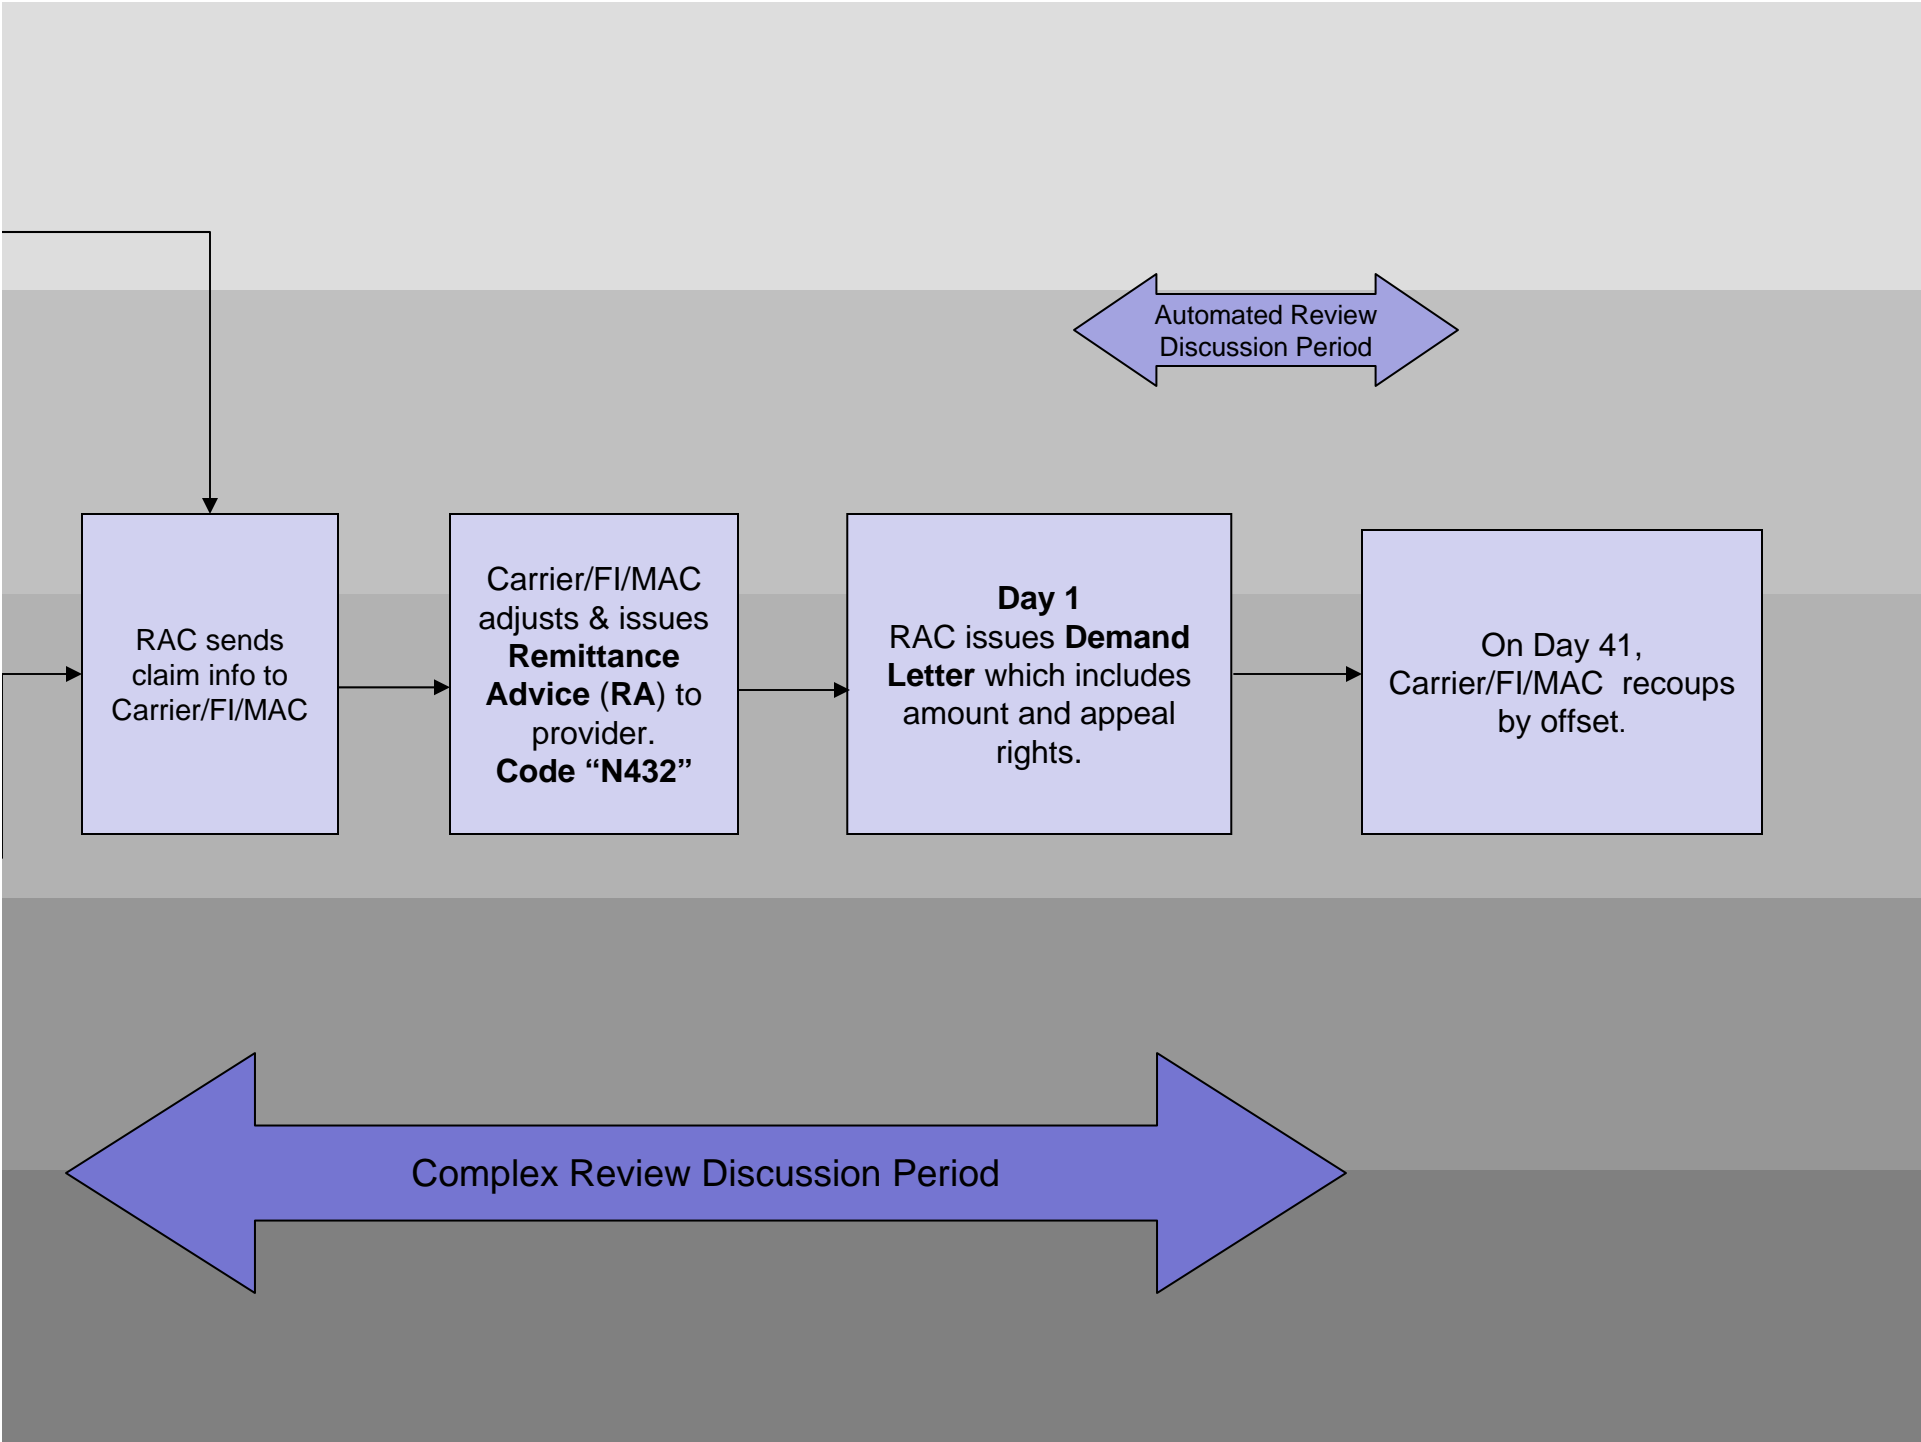 Automated Review
Discussion Period
RAC sends
claim info to
Carrier/FI/MAC
Carrier/FI/MAC
adjusts & issues
Remittance
Advice (RA) to
provider.
Code “N432”
Day 1
RAC issues Demand
Letter which includes
amount and appeal
rights.
On Day 41,
Carrier/FI/MAC  recoups
by offset.
Complex Review Discussion Period